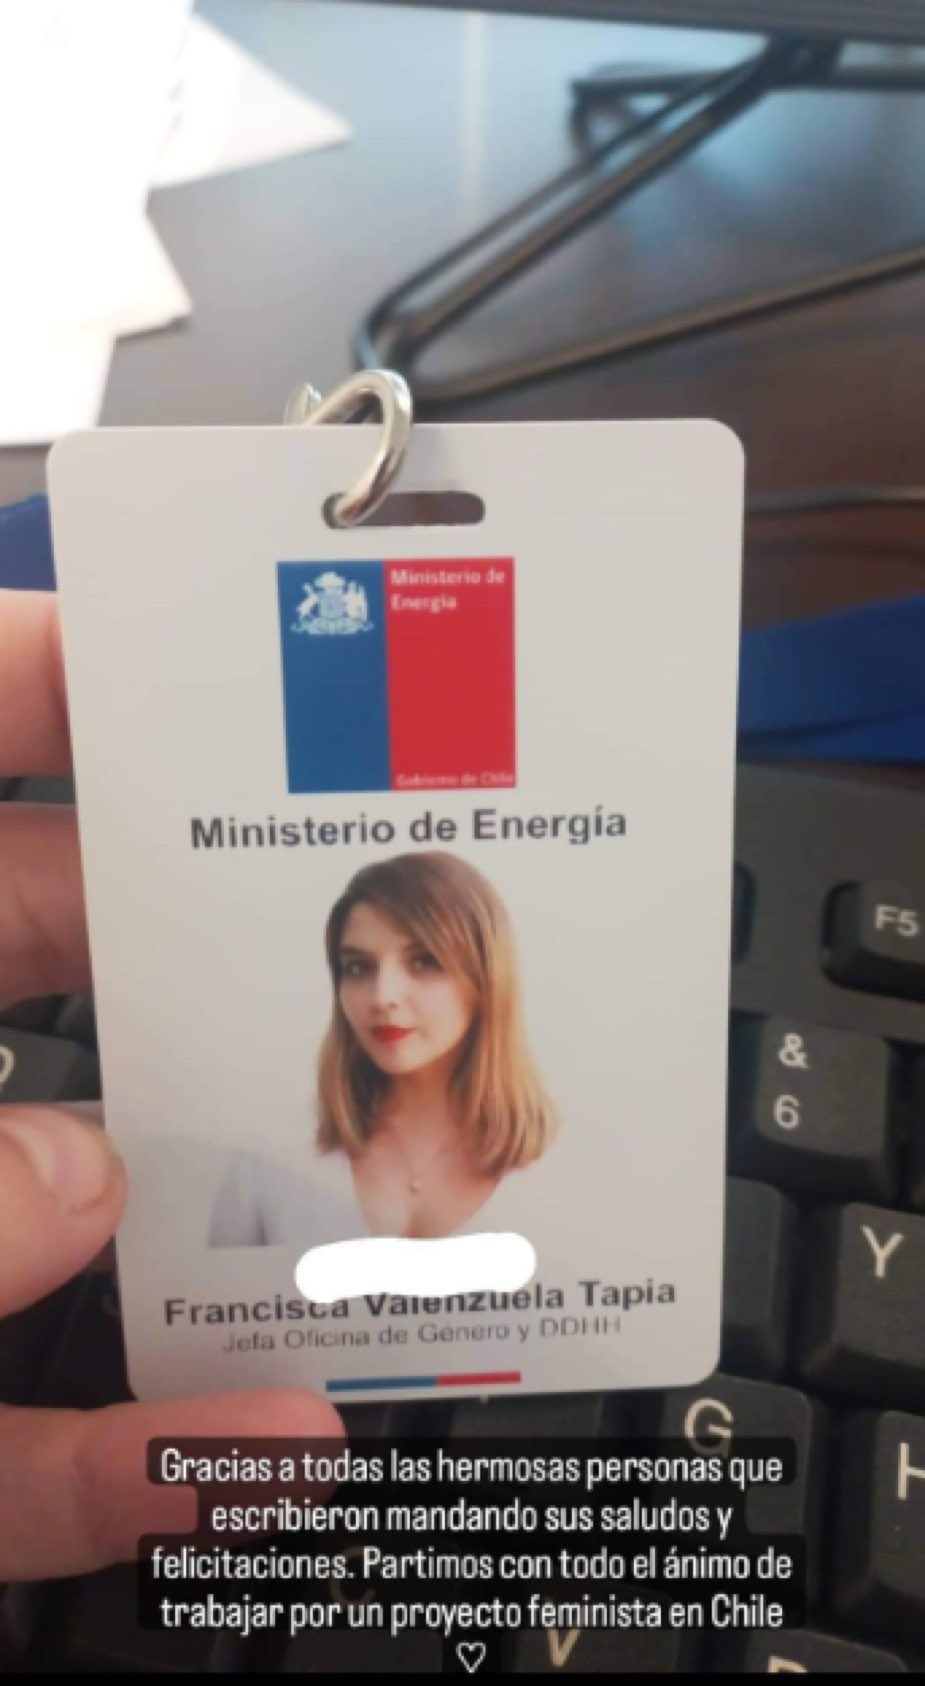 Ministerio de
Energía
Gobierno de Chile
Ministerio de Energía
Francisca Valenzuela Tapia
Jefa Oficina de Género y DDHH
F5
&
6
Y
G
H
C
V
Gracias a todas las hermosas personas que
escribieron mandando sus saludos y
felicitaciones. Partimos con todo el ánimo de
trabajar por un proyecto feminista en Chile
♡